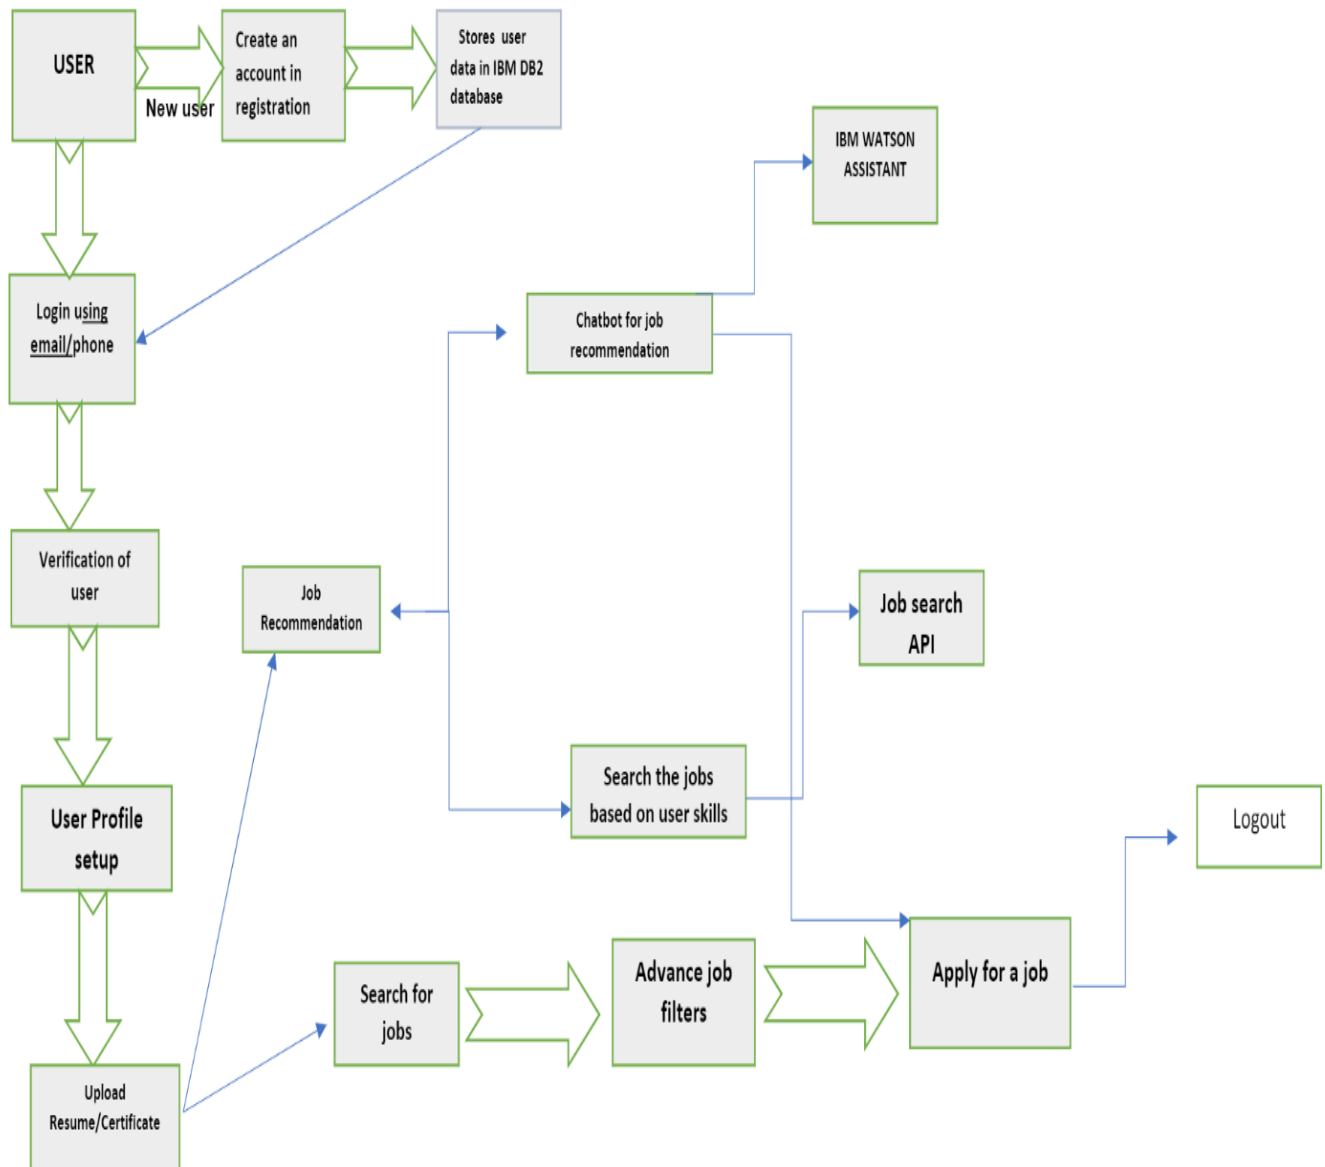 USER
New user
Create an
account in
registration
Stores user
data in IBM DB2
database
IBM WATSON
ASSISTANT
Login using
email/phone
Chatbot for job
recommendation
Verification of
user
Job
Recommendation
Job search
API
Search the jobs
based on user skills
User Profile
setup
Logout
Search for
jobs
Advance job
filters
Apply for a job
Upload
Resume/Certificate